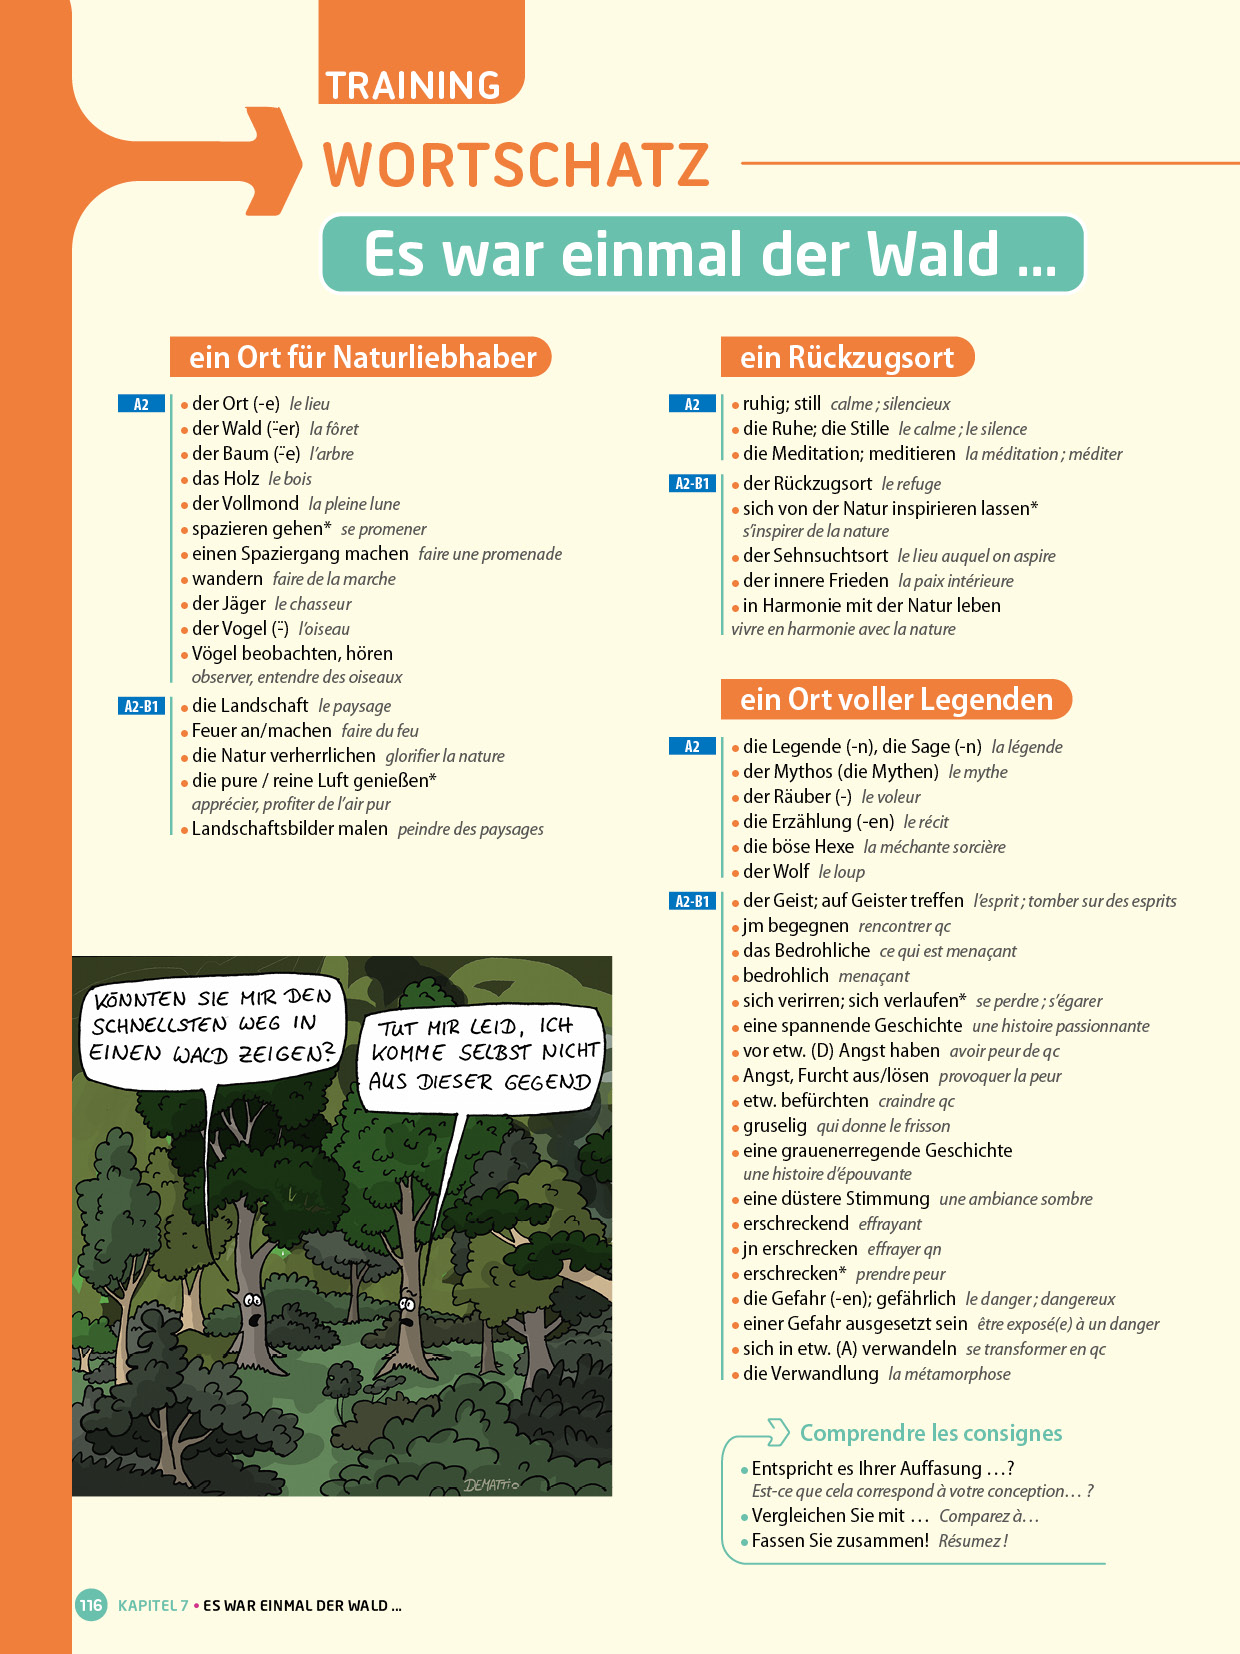 TRAINING
WORTSCHATZ
Es war einmal der Wald ...
ein Ort für Naturliebhaber
A2
• der Ort (-e) le lieu
• der Wald (¨-er) la fôret
• der Baum (¨-e) l’arbre
• das Holz le bois
• der Vollmond la pleine lune
• spazieren gehen* se promener
• einen Spaziergang machen faire une promenade
• wandern faire de la marche
• der Jäger le chasseur
• der Vogel (¨-) l’oiseau
• Vögel beobachten, hören
observer, entendre des oiseaux
A2-B1
• die Landschaft le paysage
• Feuer an/machen faire du feu
• die Natur verherrlichen glorifier la nature
• die pure / reine Luft genießen*
apprécier, profiter de l’air pur
• Landschaftsbilder malen peindre des paysages
KÖNNTEN SIE MIR DEN
SCHNELLSTEN WEG IN
EINEN WALD ZEIGEN?
TUT MIR LEID, ICH
KOMME SELBST NICHT
AUS DIESER GEGEND
DEMATTiO
ein Rückzugsort
A2
• ruhig; still calme ; silencieux
• die Ruhe; die Stille le calme ; le silence
• die Meditation; meditieren la méditation ; méditer
A2-B1
• der Rückzugsort le refuge
• sich von der Natur inspirieren lassen*
s’inspirer de la nature
• der Sehnsuchtsort le lieu auquel on aspire
• der innere Frieden la paix intérieure
• in Harmonie mit der Natur leben
vivre en harmonie avec la nature
ein Ort voller Legenden
A2
• die Legende (-n), die Sage (-n) la légende
• der Mythos (die Mythen) le mythe
• der Räuber (-) le voleur
• die Erzählung (-en) le récit
• die böse Hexe la méchante sorcière
• der Wolf le loup
A2-B1
• der Geist; auf Geister treffen l’esprit ; tomber sur des esprits
• jm begegnen rencontrer qc
• das Bedrohliche ce qui est menaçant
• bedrohlich menaçant
• sich verirren; sich verlaufen* se perdre ; s’égarer
• eine spannende Geschichte une histoire passionnante
• vor etw. (D) Angst haben avoir peur de qc
• Angst, Furcht aus/lösen provoquer la peur
• etw. befürchten craindre qc
• gruselig qui donne le frisson
• eine grauenerregende Geschichte
une histoire d’épouvante
• eine düstere Stimmung une ambiance sombre
• erschreckend effrayant
• jn erschrecken effrayer qn
• erschrecken* prendre peur
• die Gefahr (-en); gefährlich le danger ; dangereux
• einer Gefahr ausgesetzt sein être exposé(e) à un danger
• sich in etw. (A) verwandeln se transformer en qc
• die Verwandlung la métamorphose
Comprendre les consignes
• Entspricht es Ihrer Auffasung …?
Est-ce que cela correspond à votre conception… ?
• Vergleichen Sie mit … Comparez à…
• Fassen Sie zusammen! Résumez !
116 KAPITEL 7 • ES WAR EINMAL DER WALD ...